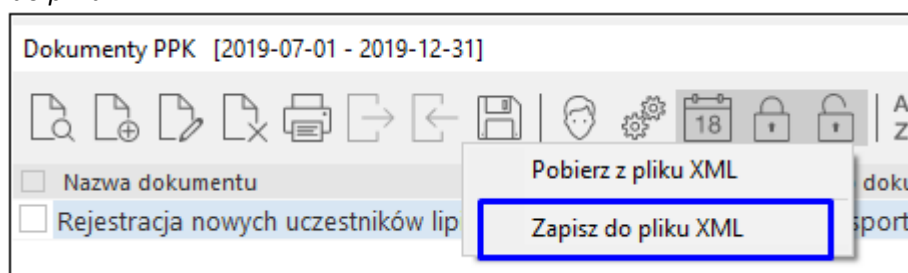 Dokumenty PPK [2019-07-01 - 2019-12-31]
18
A
Z
Pobierz z pliku XML
Nazwa dokumentu
Rejestracja nowych uczestników lip
Zapisz do pliku XML